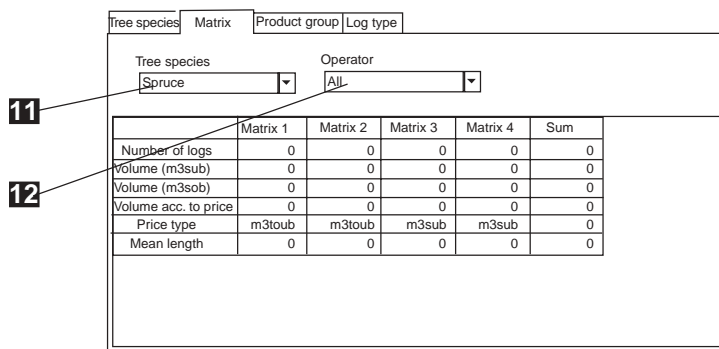 Tree species Matrix Product group Log type
Tree species Operator
Spruce All
11
Matrix 1 Matrix 2 Matrix 3 Matrix 4 Sum
Number of logs 0 0 0 0 0
Volume (m3sub) 0 0 0 0 0
12
Volume (m3sob) 0 0 0 0 0
Volume acc. to price 0 0 0 0 0
Price type m3toub m3toub m3sub m3sub 0
Mean length 0 0 0 0 0